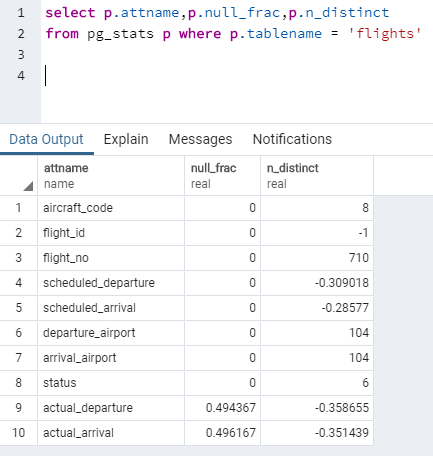 1 select p.attname,p.null_frac,p.n_distinct
2 from pg_stats p where p.tablename = 'flights'
3
4
Data Output Explain Messages Notifications
attname null_frac n_distinct
name real real
1 aircraft_code 0 8
2 flight_id 0 -1
3 flight_no 0 710
4 scheduled_departure 0 -0.309018
5 scheduled_arrival 0 -0.28577
6 departure_airport 0 104
7 arrival_airport 0 104
8 status 0 6
9 actual_departure 0.494367 -0.358655
10 actual_arrival 0.496167 -0.351439